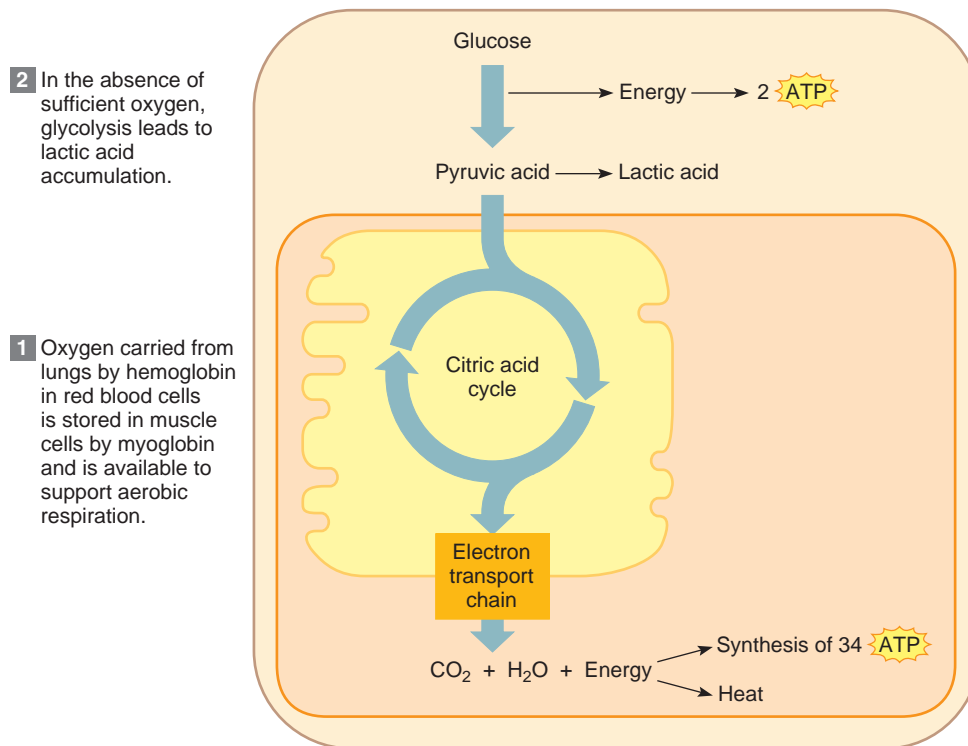 Glucose
2 In the absence of
sufficient oxygen,
glycolysis leads to
lactic acid
accumulation.
Energy
2 ATP
Pyruvic acid
Lactic acid
1 Oxygen carried from
lungs by hemoglobin
in red blood cells
is stored in muscle
cells by myoglobin
and is available to
support aerobic
respiration.
Citric acid
cycle
Electron
transport
chain
CO₂ + H₂O + Energy
Synthesis of 34 ATP
Heat